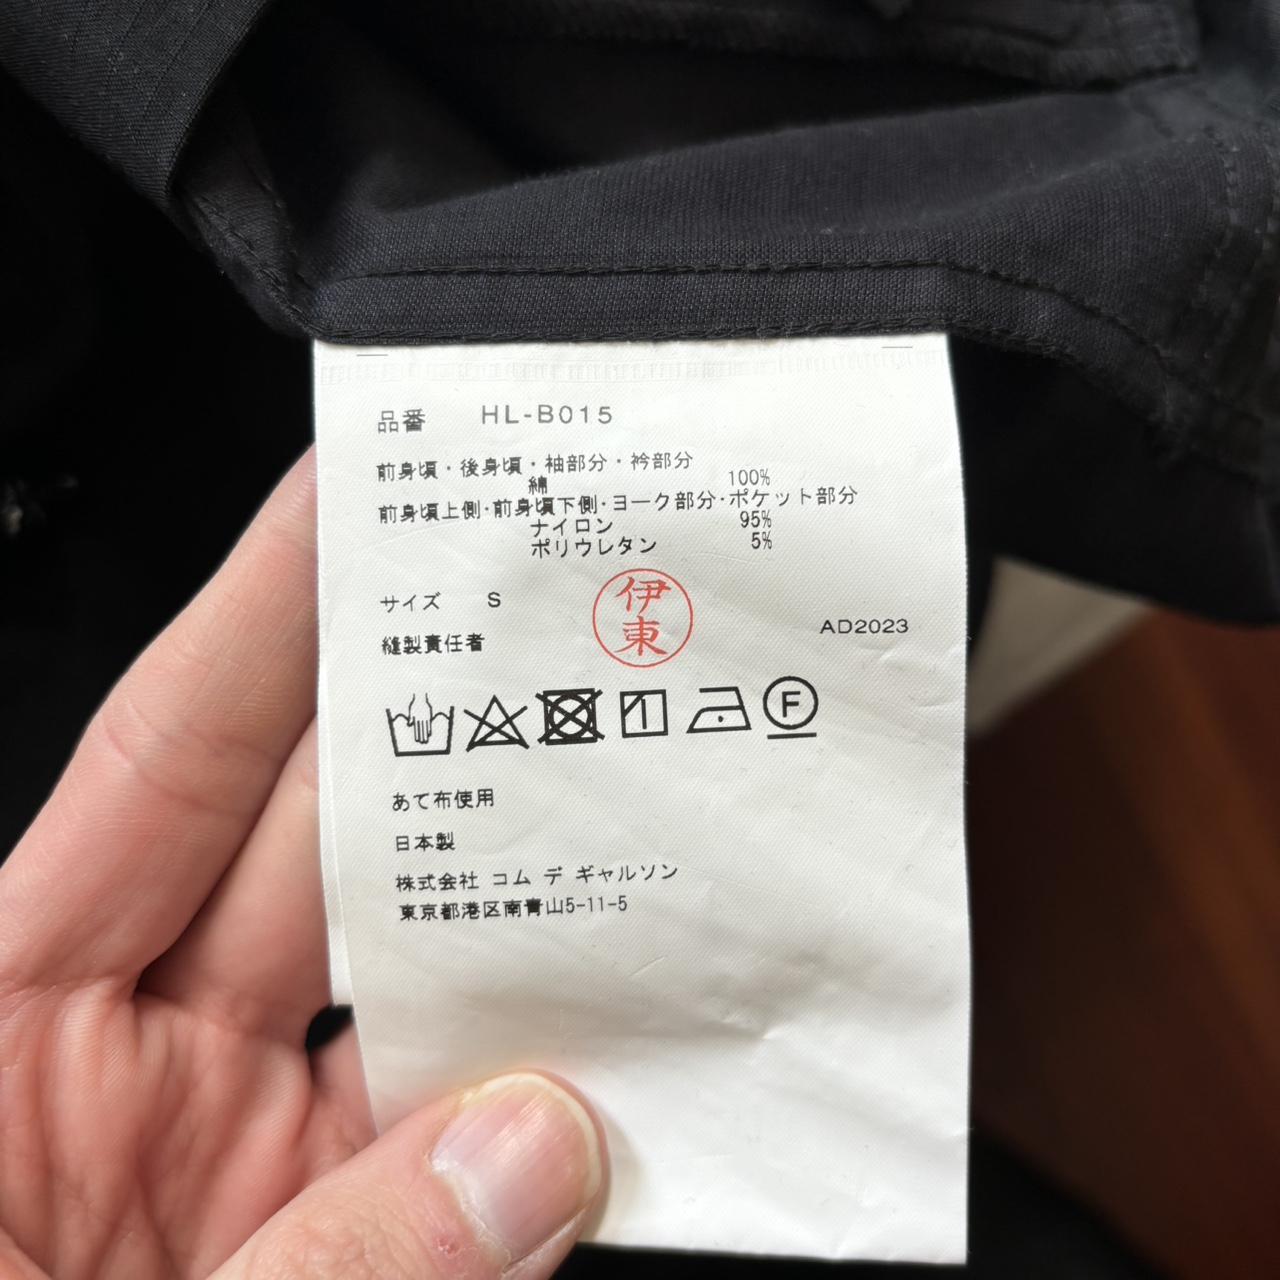 品番 HL-B015
前身頃・後身頃・袖部分・衿部分
綿 100%
前身頃上側・前身頃下側・ヨーク部分・ポケット部分
ナイロン 95%
ポリウレタン 5%
サイズ S
伊東
縫製責任者 AD2023
1 F
あて布使用
日本製
株式会社 コム デ ギャルソン
東京都港区南青山5-11-5